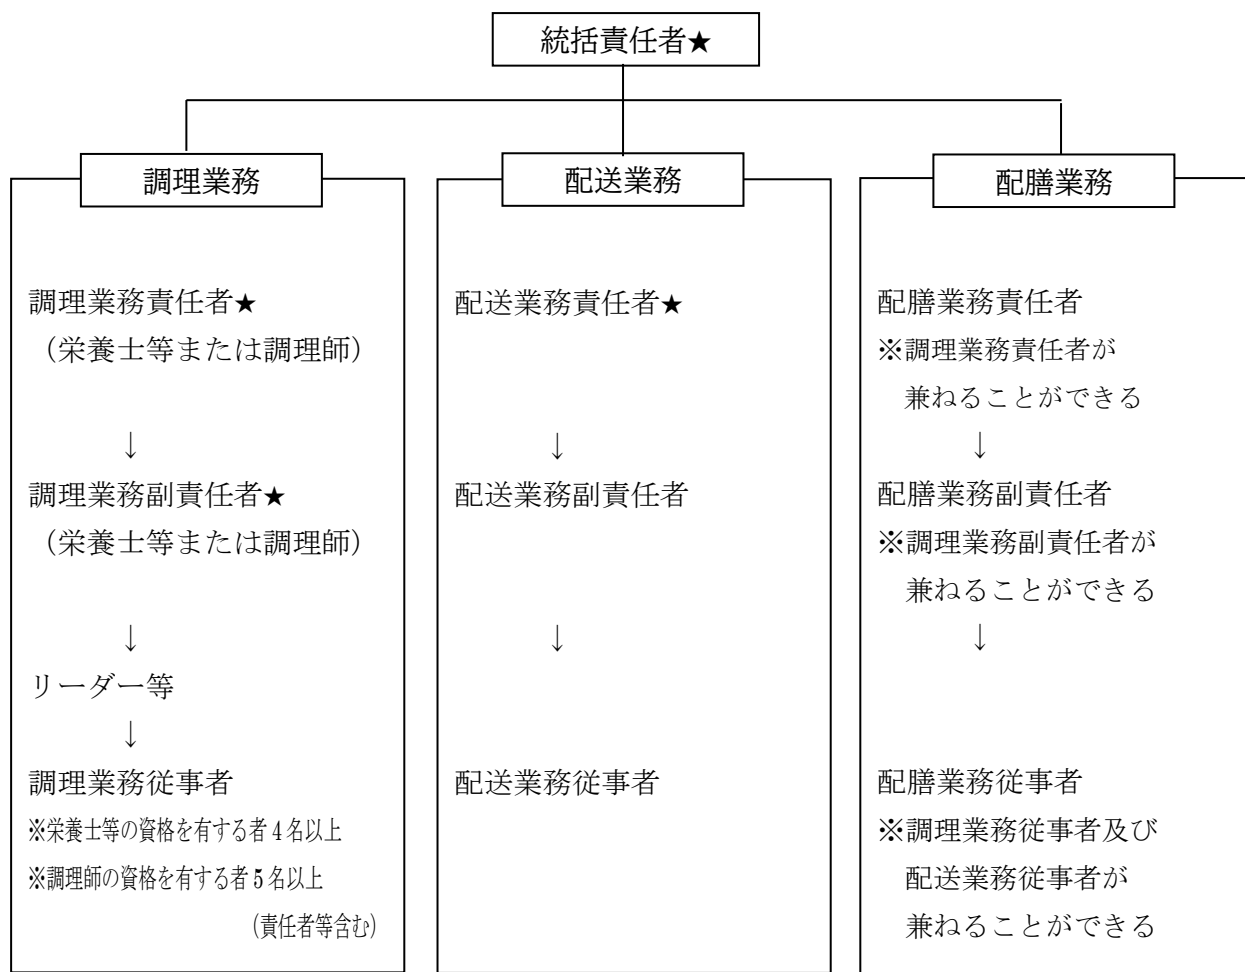 統括責任者★
調理業務
調理業務責任者★
（栄養士等または調理師）
↓
調理業務副責任者★
（栄養士等または調理師）
↓
リーダー等
↓
調理業務従事者
※栄養士等の資格を有する者4名以上
※調理師の資格を有する者5名以上
（責任者等含む）
配送業務
配送業務責任者★
↓
配送業務副責任者
↓
配送業務従事者
配膳業務
配膳業務責任者
※調理業務責任者が
兼ねることができる
↓
配膳業務副責任者
※調理業務副責任者が
兼ねることができる
↓
配膳業務従事者
※調理業務従事者及び
配送業務従事者が
兼ねることができる